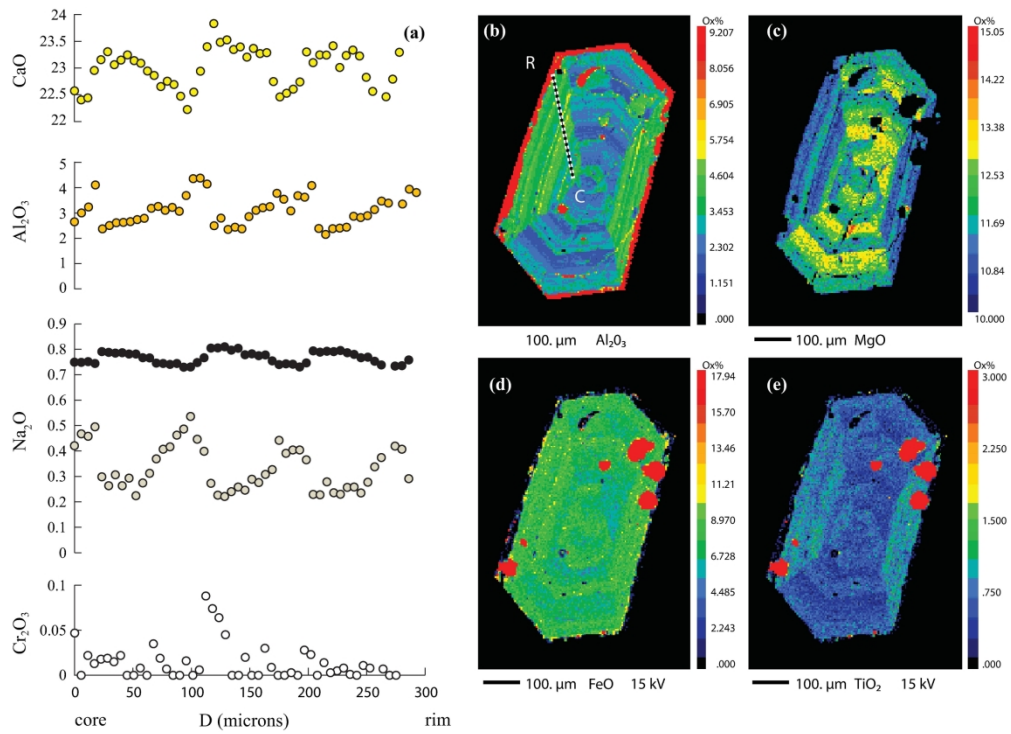 (a)
CaO
24
23.5
23
22.5
22
Al₂O₃
5
4
3
2
1
0
Na₂O
0.9
0.8
0.7
0.6
0.5
0.4
0.3
0.2
0.1
0
Cr₂O₃
0.1
0.05
0
0 50 100 150 200 250 300
core D (microns) rim
(b)
R
C
Ox%
9.207
6.905
5.754
4.604
3.453
2.302
1.151
.000
100. µm Al₂O₃
(c)
Ox%
15.05
14.22
13.38
11.69
10.84
10.000
100. µm MgO
(d)
Ox%
17.94
15.70
13.46
11.21
8.970
6.728
4.485
2.243
.000
100. µm FeO 15 kV
(e)
Ox%
3.000
2.250
1.500
.750
.000
100. µm TiO₂ 15 kV